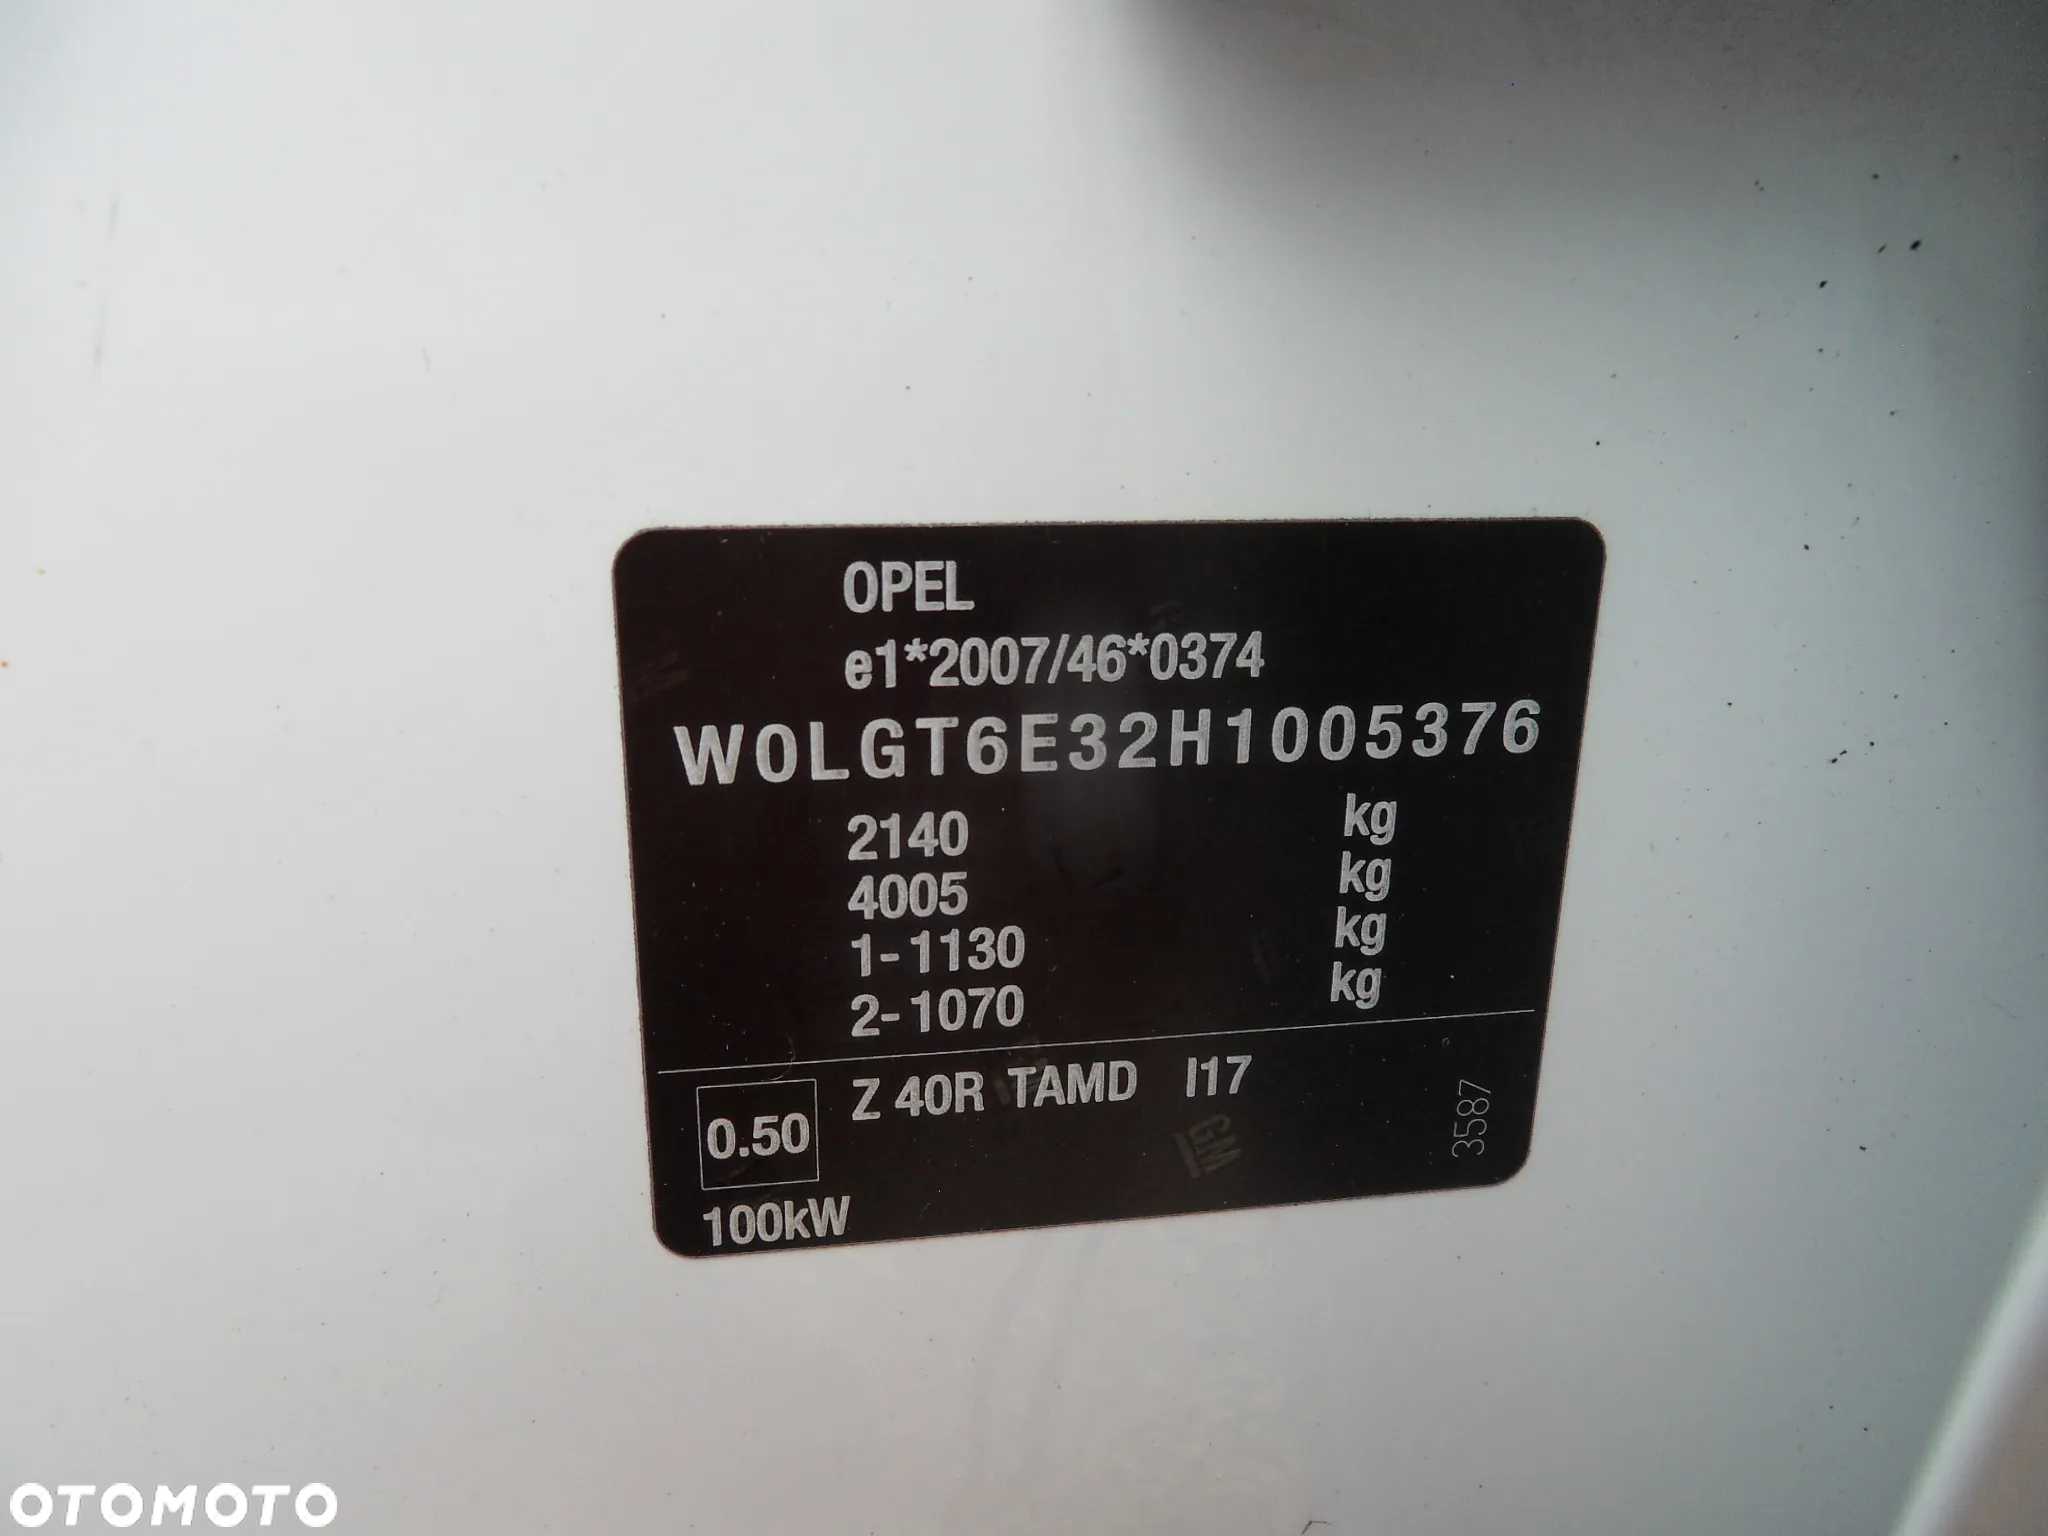 OPEL
e1*2007/46*0374
W0LGT6E32H1005376
2140 kg
4005 kg
1-1130 kg
2-1070 kg
0.50 Z 40R TAMD I17
100kW
3587
GM
OTOMOTO